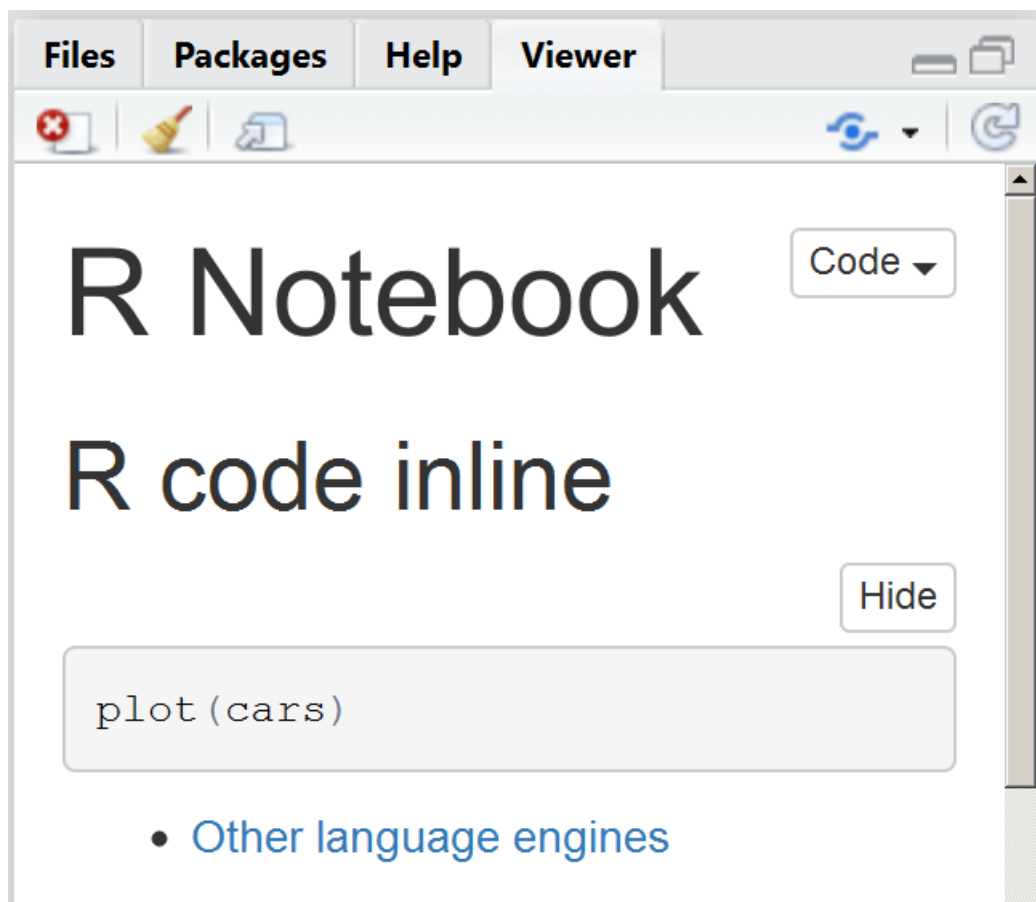 Files Packages Help Viewer
R Notebook
Code
R code inline
Hide
plot(cars)
• Other language engines